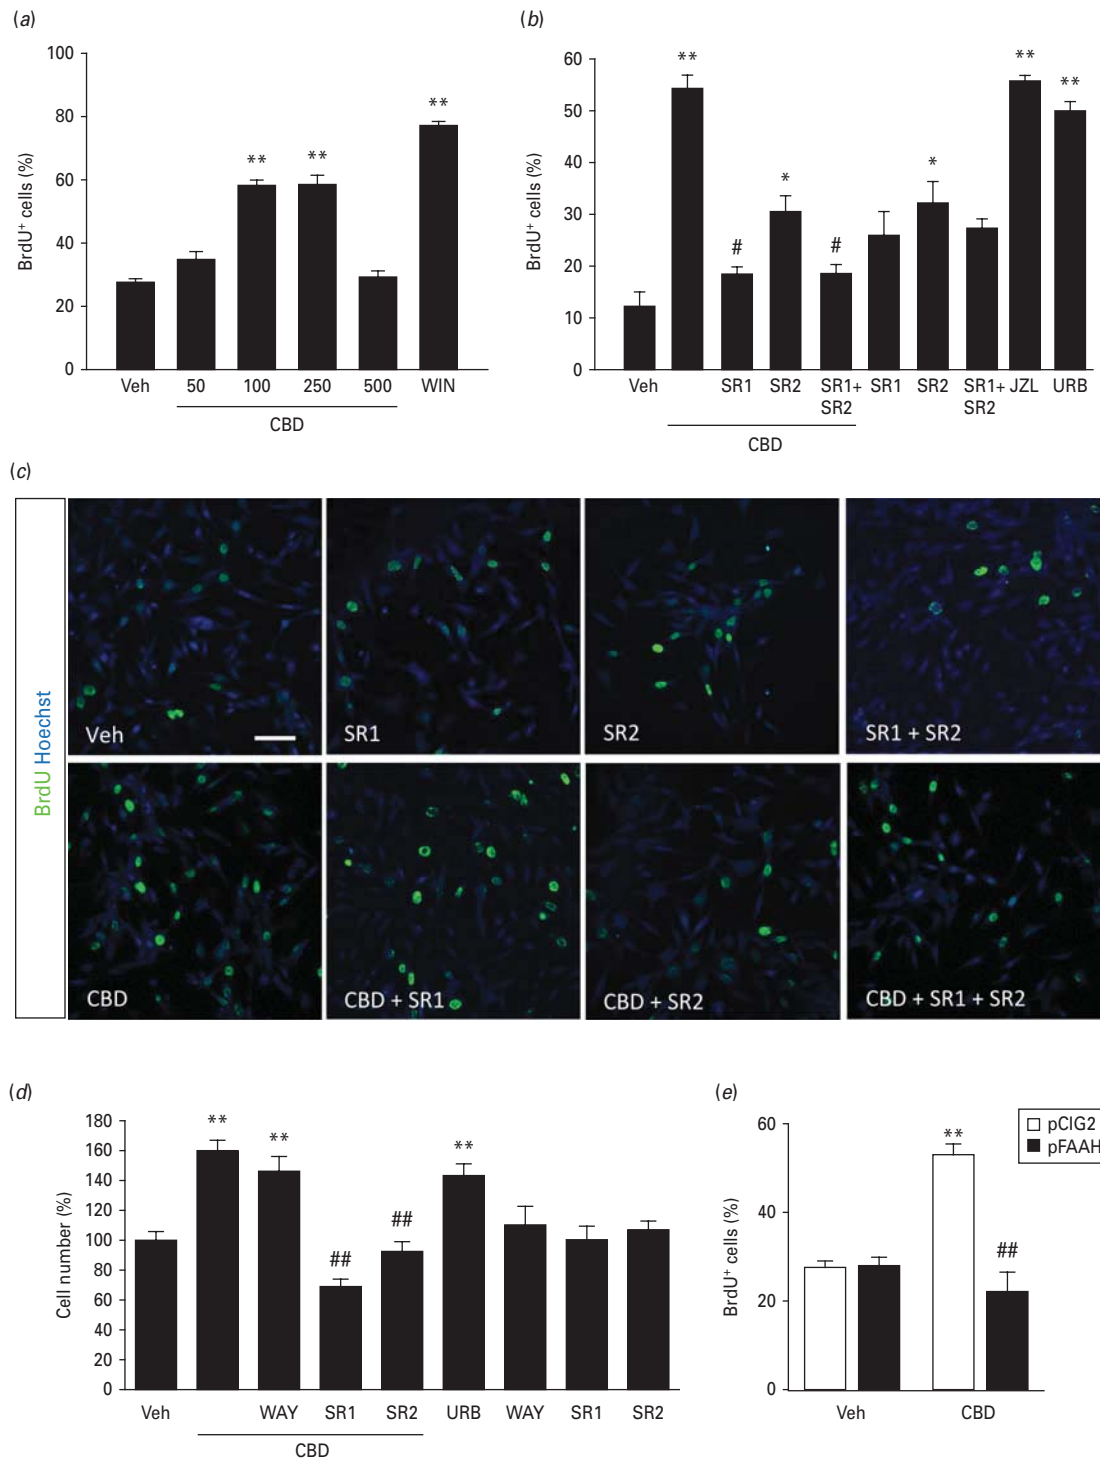 (a)
100
80
60
40
20
0
BrdU+ cells (%)
**
**
**
Veh 50 100 250 500 WIN
CBD
(b)
60
50
40
30
20
10
0
BrdU+ cells (%)
**
#
*
#
*
**
**
Veh SR1 SR2 SR1+ SR1 SR2 SR1+ JZL URB
SR2 SR2
CBD
(c)
BrdU Hoechst
Veh
SR1
SR2
SR1 + SR2
CBD
CBD + SR1
CBD + SR2
CBD + SR1 + SR2
(d)
180
160
140
120
100
80
60
40
20
0
Cell number (%)
**
**
##
##
**
Veh WAY SR1 SR2 URB WAY SR1 SR2
CBD
(e)
pCIG2
pFAAH
60
40
20
0
BrdU+ cells (%)
**
##
Veh CBD